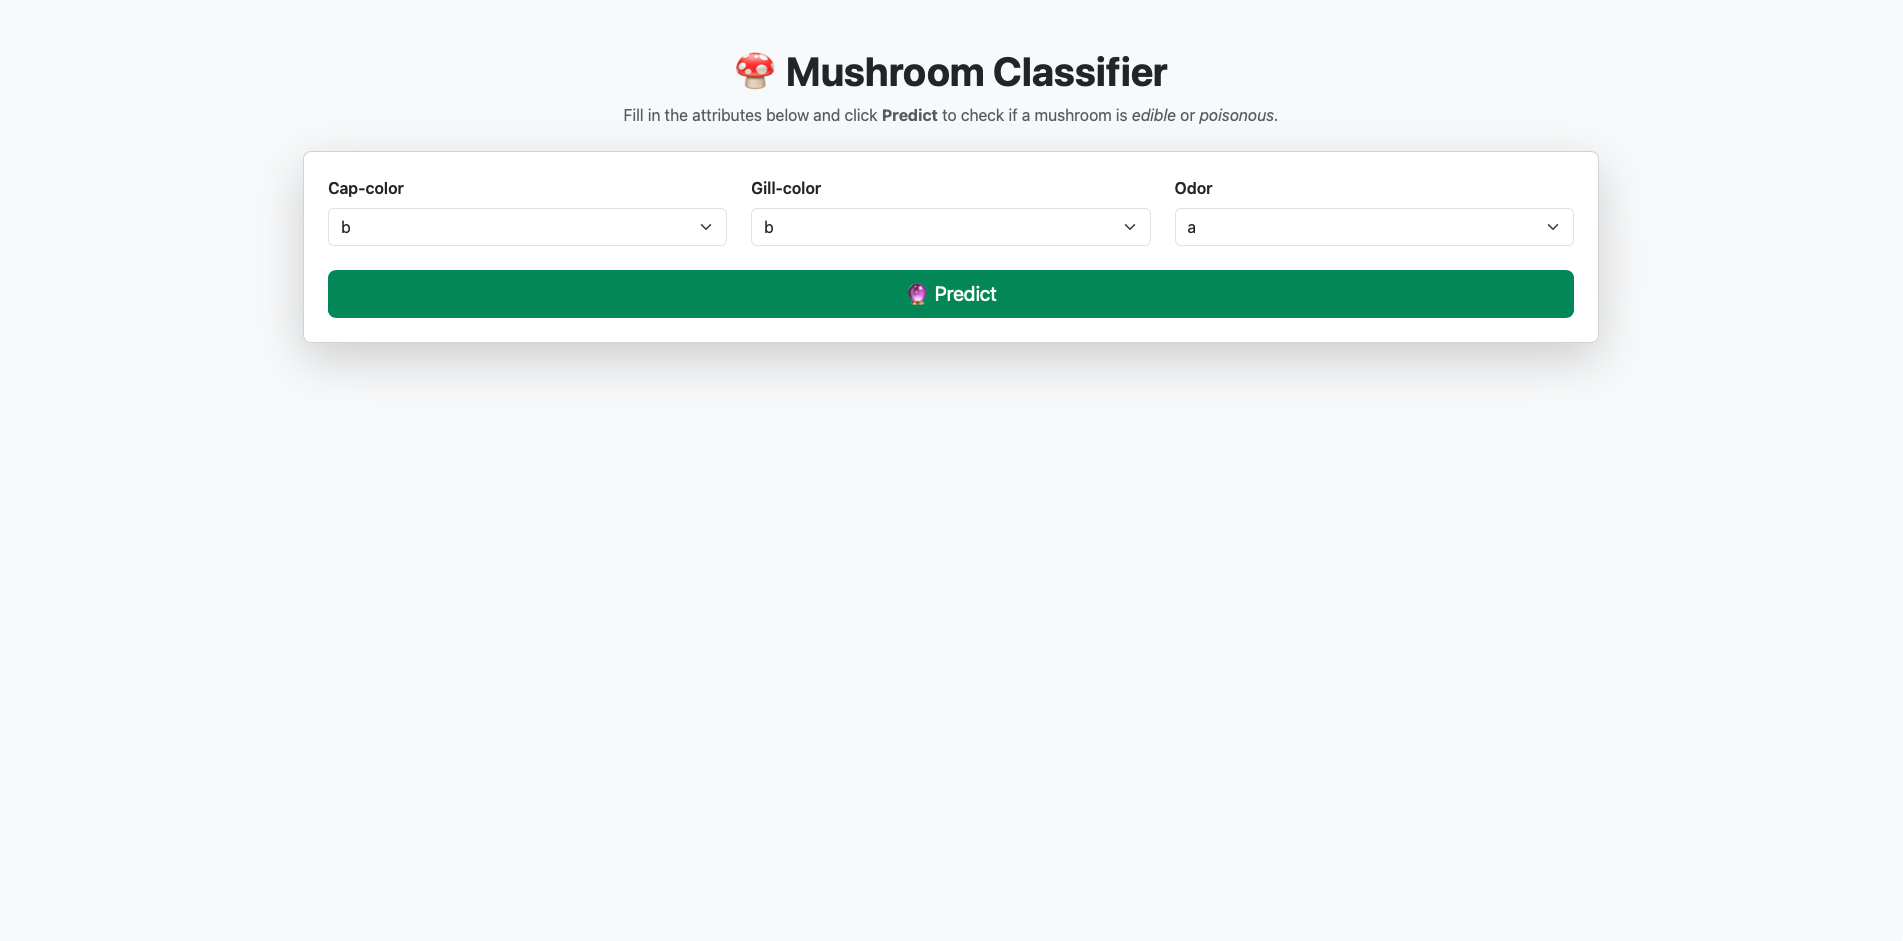 Mushroom Classifier
Fill in the attributes below and click Predict to check if a mushroom is edible or poisonous.
Cap-color
Gill-color
Odor
b
b
a
Predict